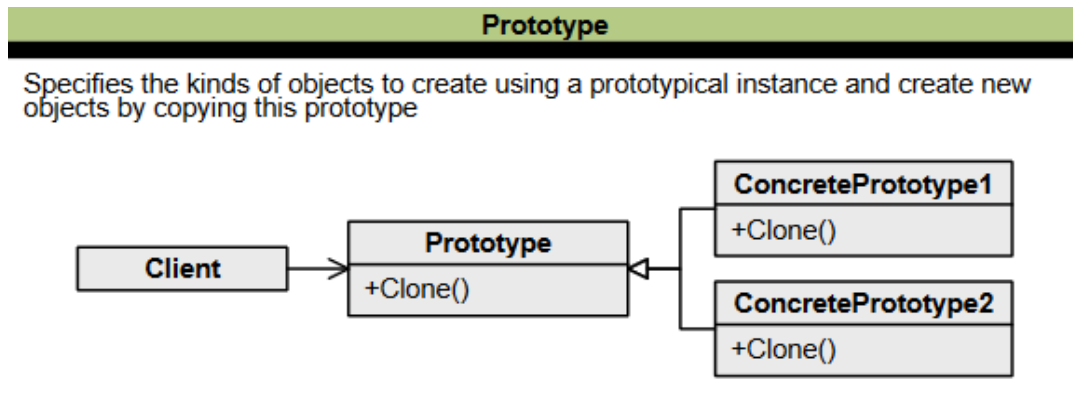 Prototype
Specifies the kinds of objects to create using a prototypical instance and create new
objects by copying this prototype
Client
Prototype
+Clone()
ConcretePrototype1
+Clone()
ConcretePrototype2
+Clone()